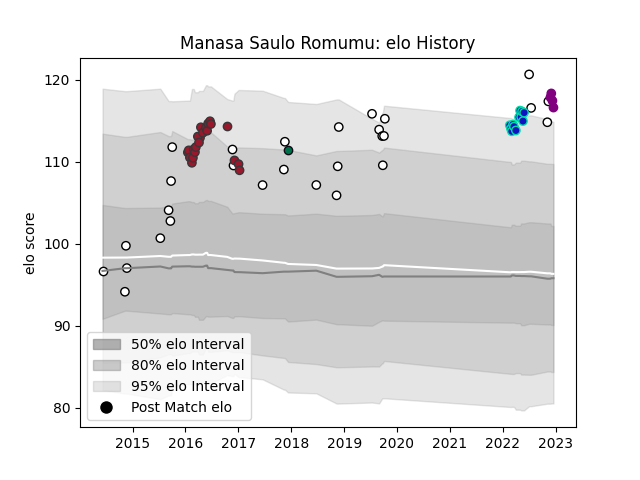 Manasa Saulo Romumu: elo History
elo score
120
110
100
90
80
50% elo Interval
80% elo Interval
95% elo Interval
Post Match elo
2015 2016 2017 2018 2019 2020 2021 2022 2023